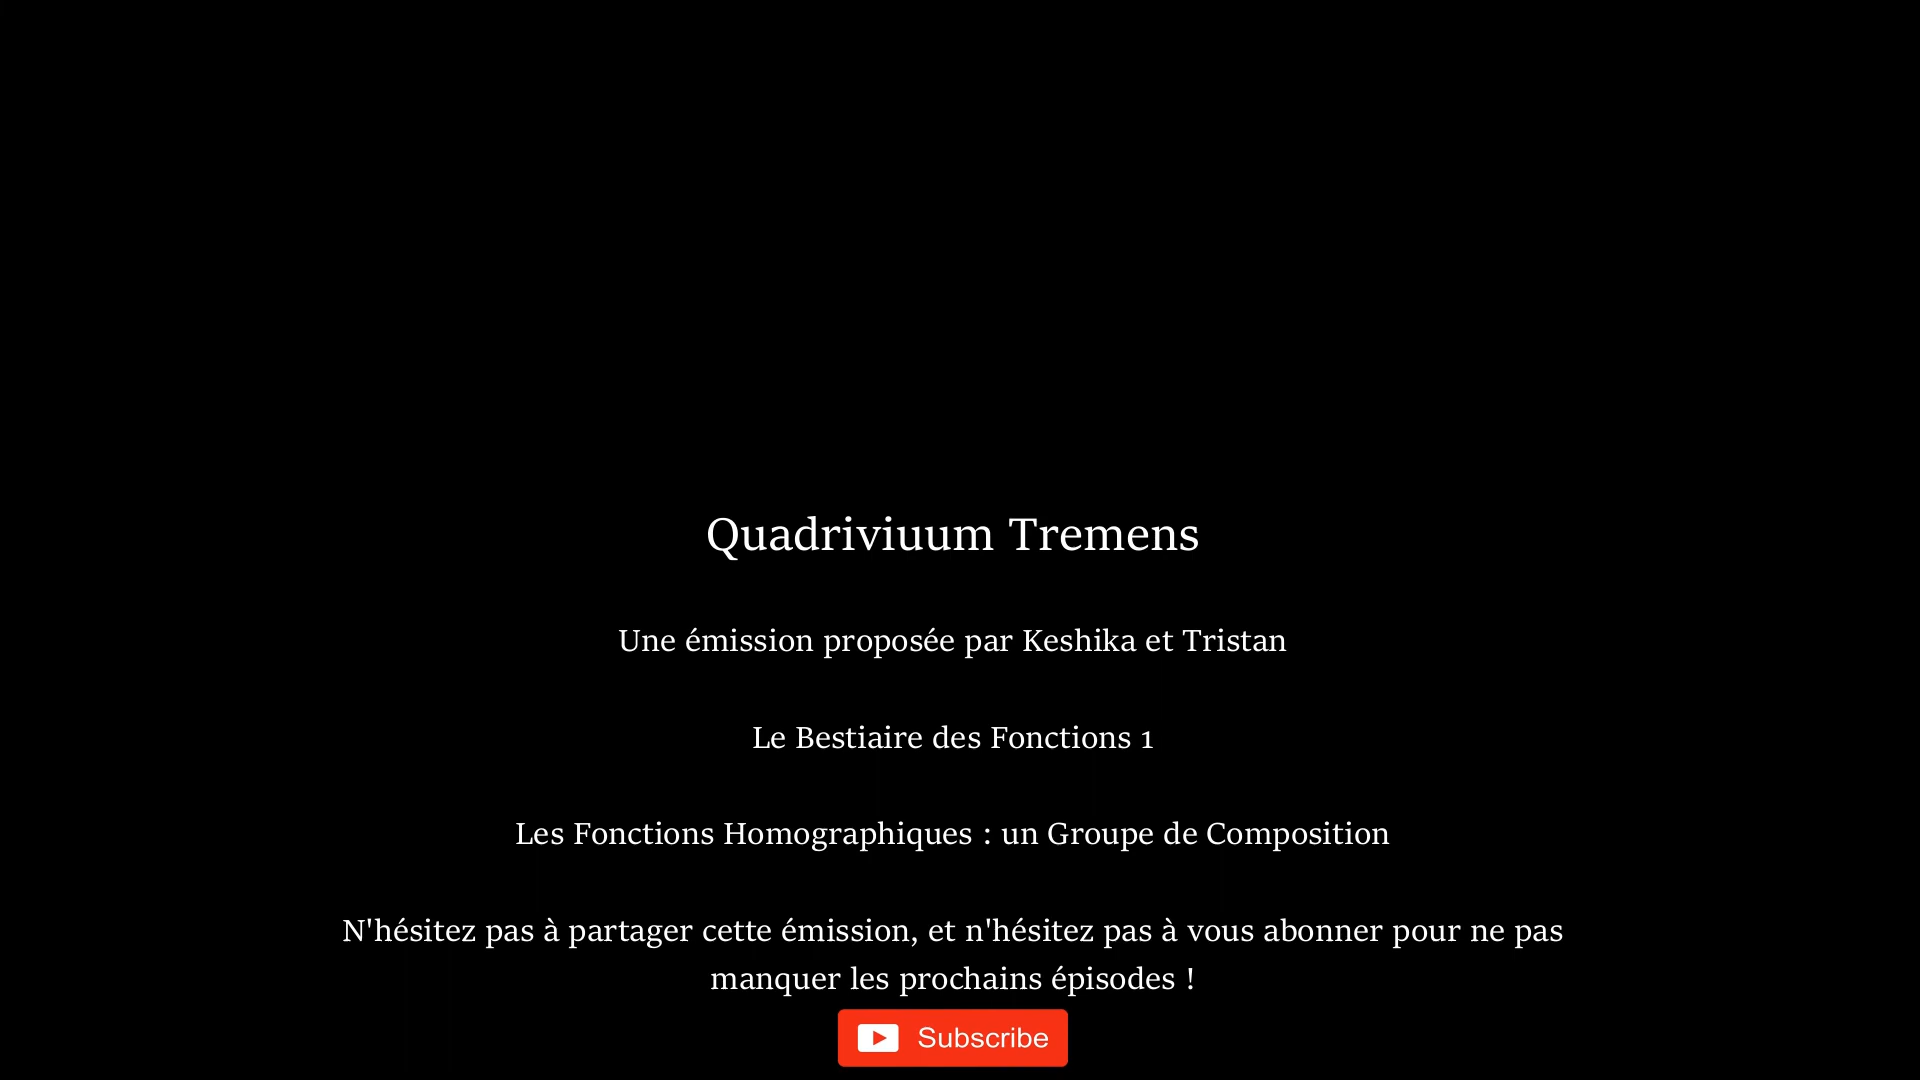 Quadriviuum Tremens
Une émission proposée par Keshika et Tristan
Le Bestiaire des Fonctions 1
Les Fonctions Homographiques : un Groupe de Composition
N'hésitez pas à partager cette émission, et n'hésitez pas à vous abonner pour ne pas
manquer les prochains épisodes !
Subscribe